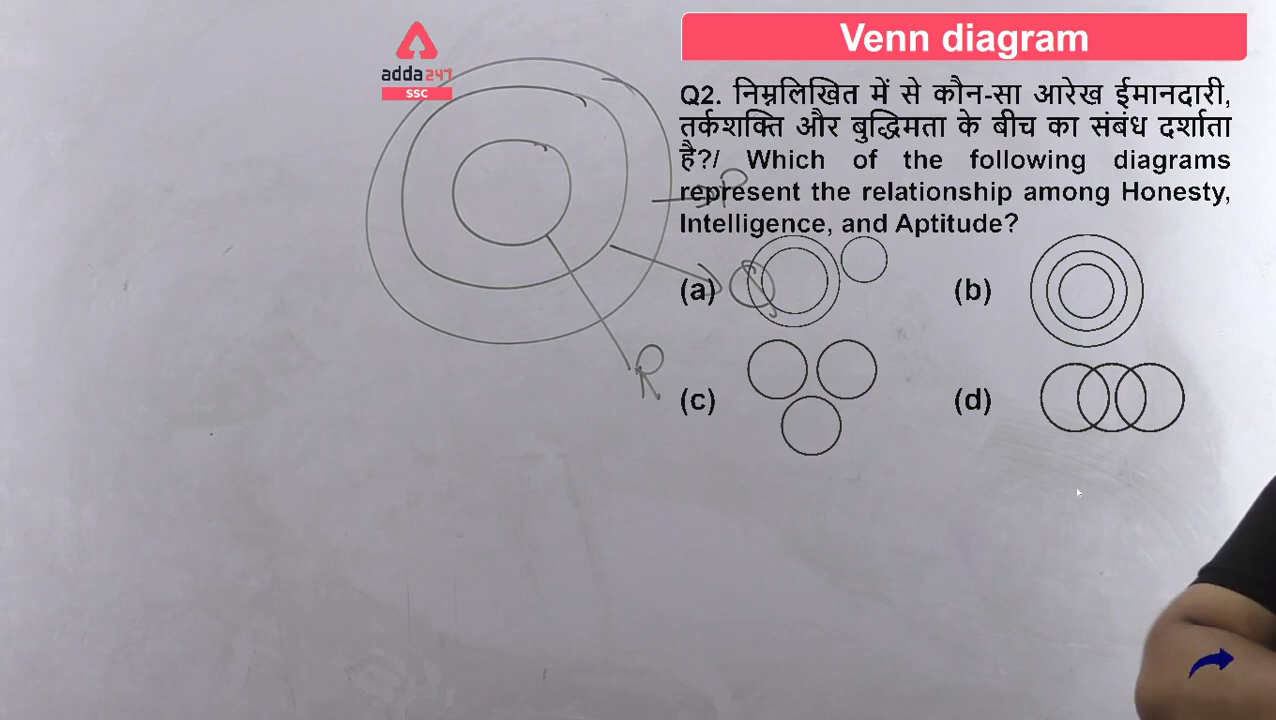 adda247
SSC
Venn diagram
Q2. निम्नलिखित में से कौन-सा आरेख ईमानदारी,
तर्कशक्ति और बुद्धिमता के बीच का संबंध दर्शाता
है?/ Which of the following diagrams
represent the relationship among Honesty,
Intelligence, and Aptitude?
P
(a)
Q
(b)
R
(c)
(d)